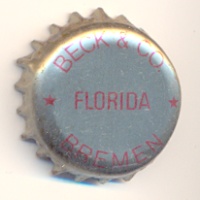 BECK & CO.
FLORIDA
BREMEN